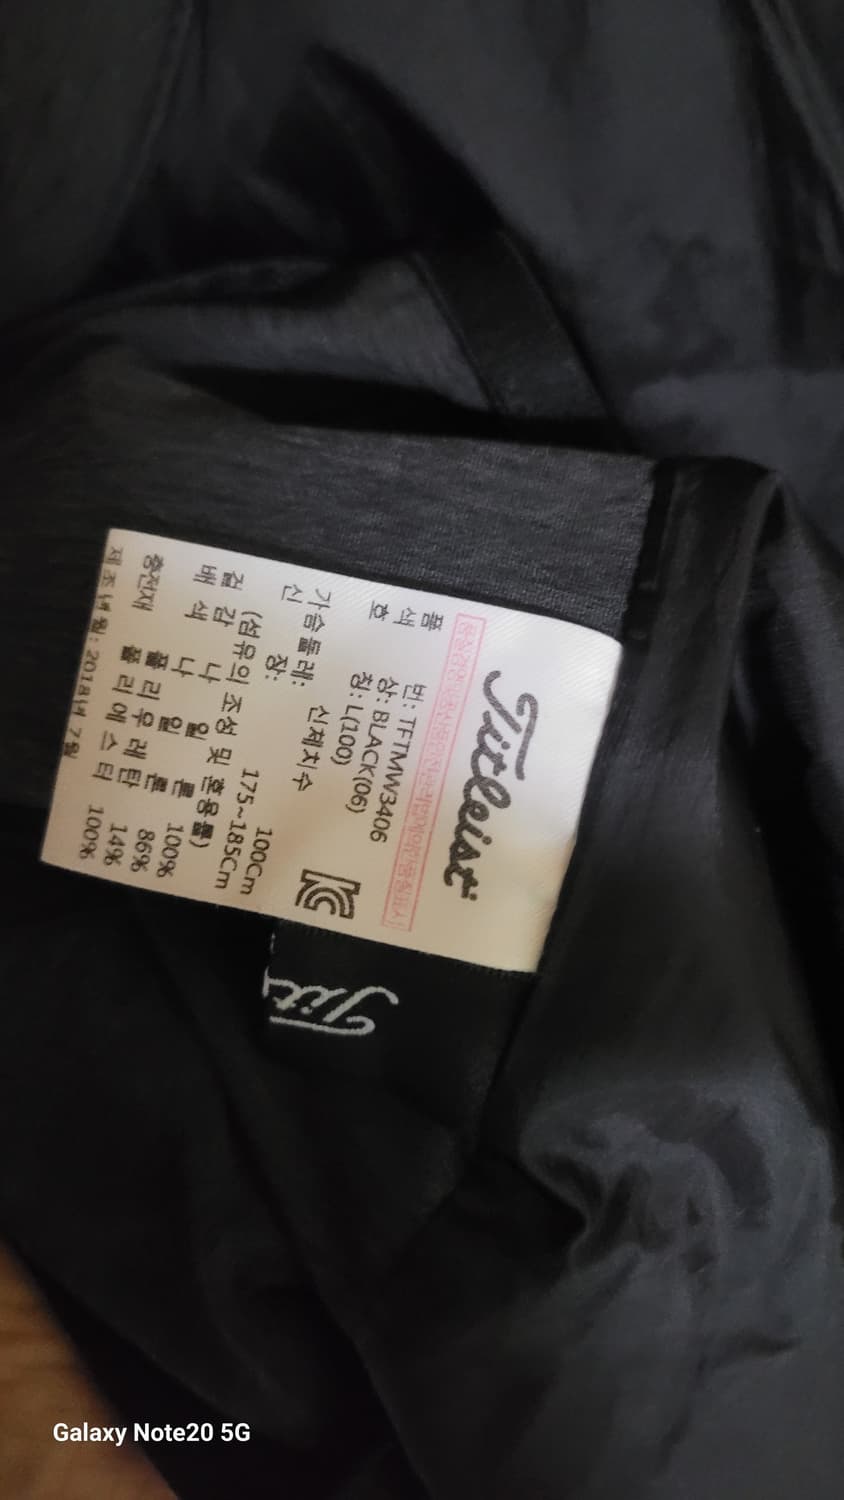 Titleist
품 번: TFTMW3406
색 상: BLACK(06)
호 칭: L(100)
신체치수
가슴둘레: 100Cm
신 장: 175~185Cm
(섬유의 조성 및 혼용률)
겉 감 나 일 론 100%
배 색 나 일 론 86%
폴 리 우 레 탄 14%
충전재 폴 리 에 스 터 100%
제 조 년 월: 2018년 7월
Tit
Galaxy Note20 5G